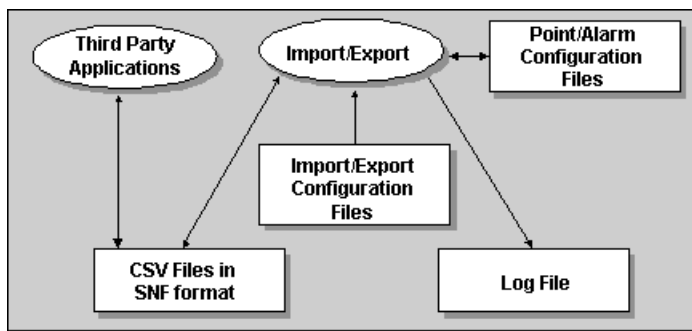 Third Party
Applications
Import/Export
Point/Alarm
Configuration
Files
Import/Export
Configuration
Files
CSV Files in
SNF format
Log File